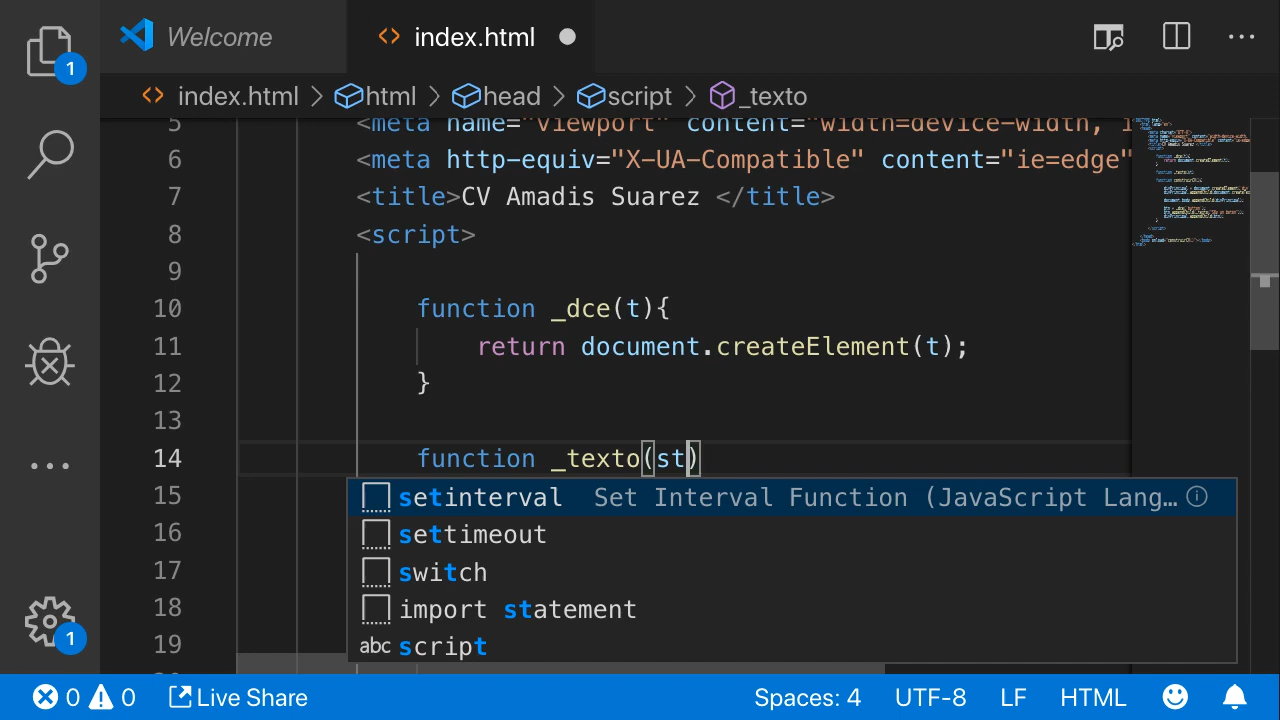 1
Welcome
index.html
index.html > html > head > script > _texto
5 <meta name="viewport" content="width=device-width, i
6 <meta http-equiv="X-UA-Compatible" content="ie=edge"
7 <title>CV Amadis Suarez </title>
8 <script>
9
10 function _dce(t){
11 return document.createElement(t);
12 }
13
14 function _texto(st)
15
setinterval Set Interval Function (JavaScript Lang…
16
settimeout
17
switch
18
import statement
19
abc script
1
0 0 Live Share Spaces: 4 UTF-8 LF HTML